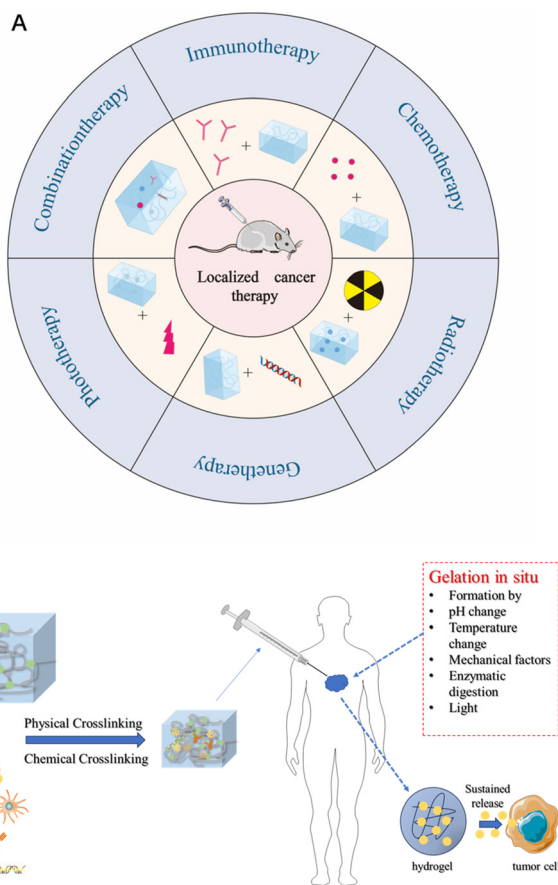 A
Immunotherapy
Chemotherapy
Radiotherapy
Genetherapy
Phototherapy
Combinationtherapy
Localized cancer
therapy
+
+
+
+
+
Gelation in situ
• Formation by
• pH change
• Temperature
change
• Mechanical factors
• Enzymatic
digestion
• Light
Physical Crosslinking
Chemical Crosslinking
Sustained
release
hydrogel
tumor cell